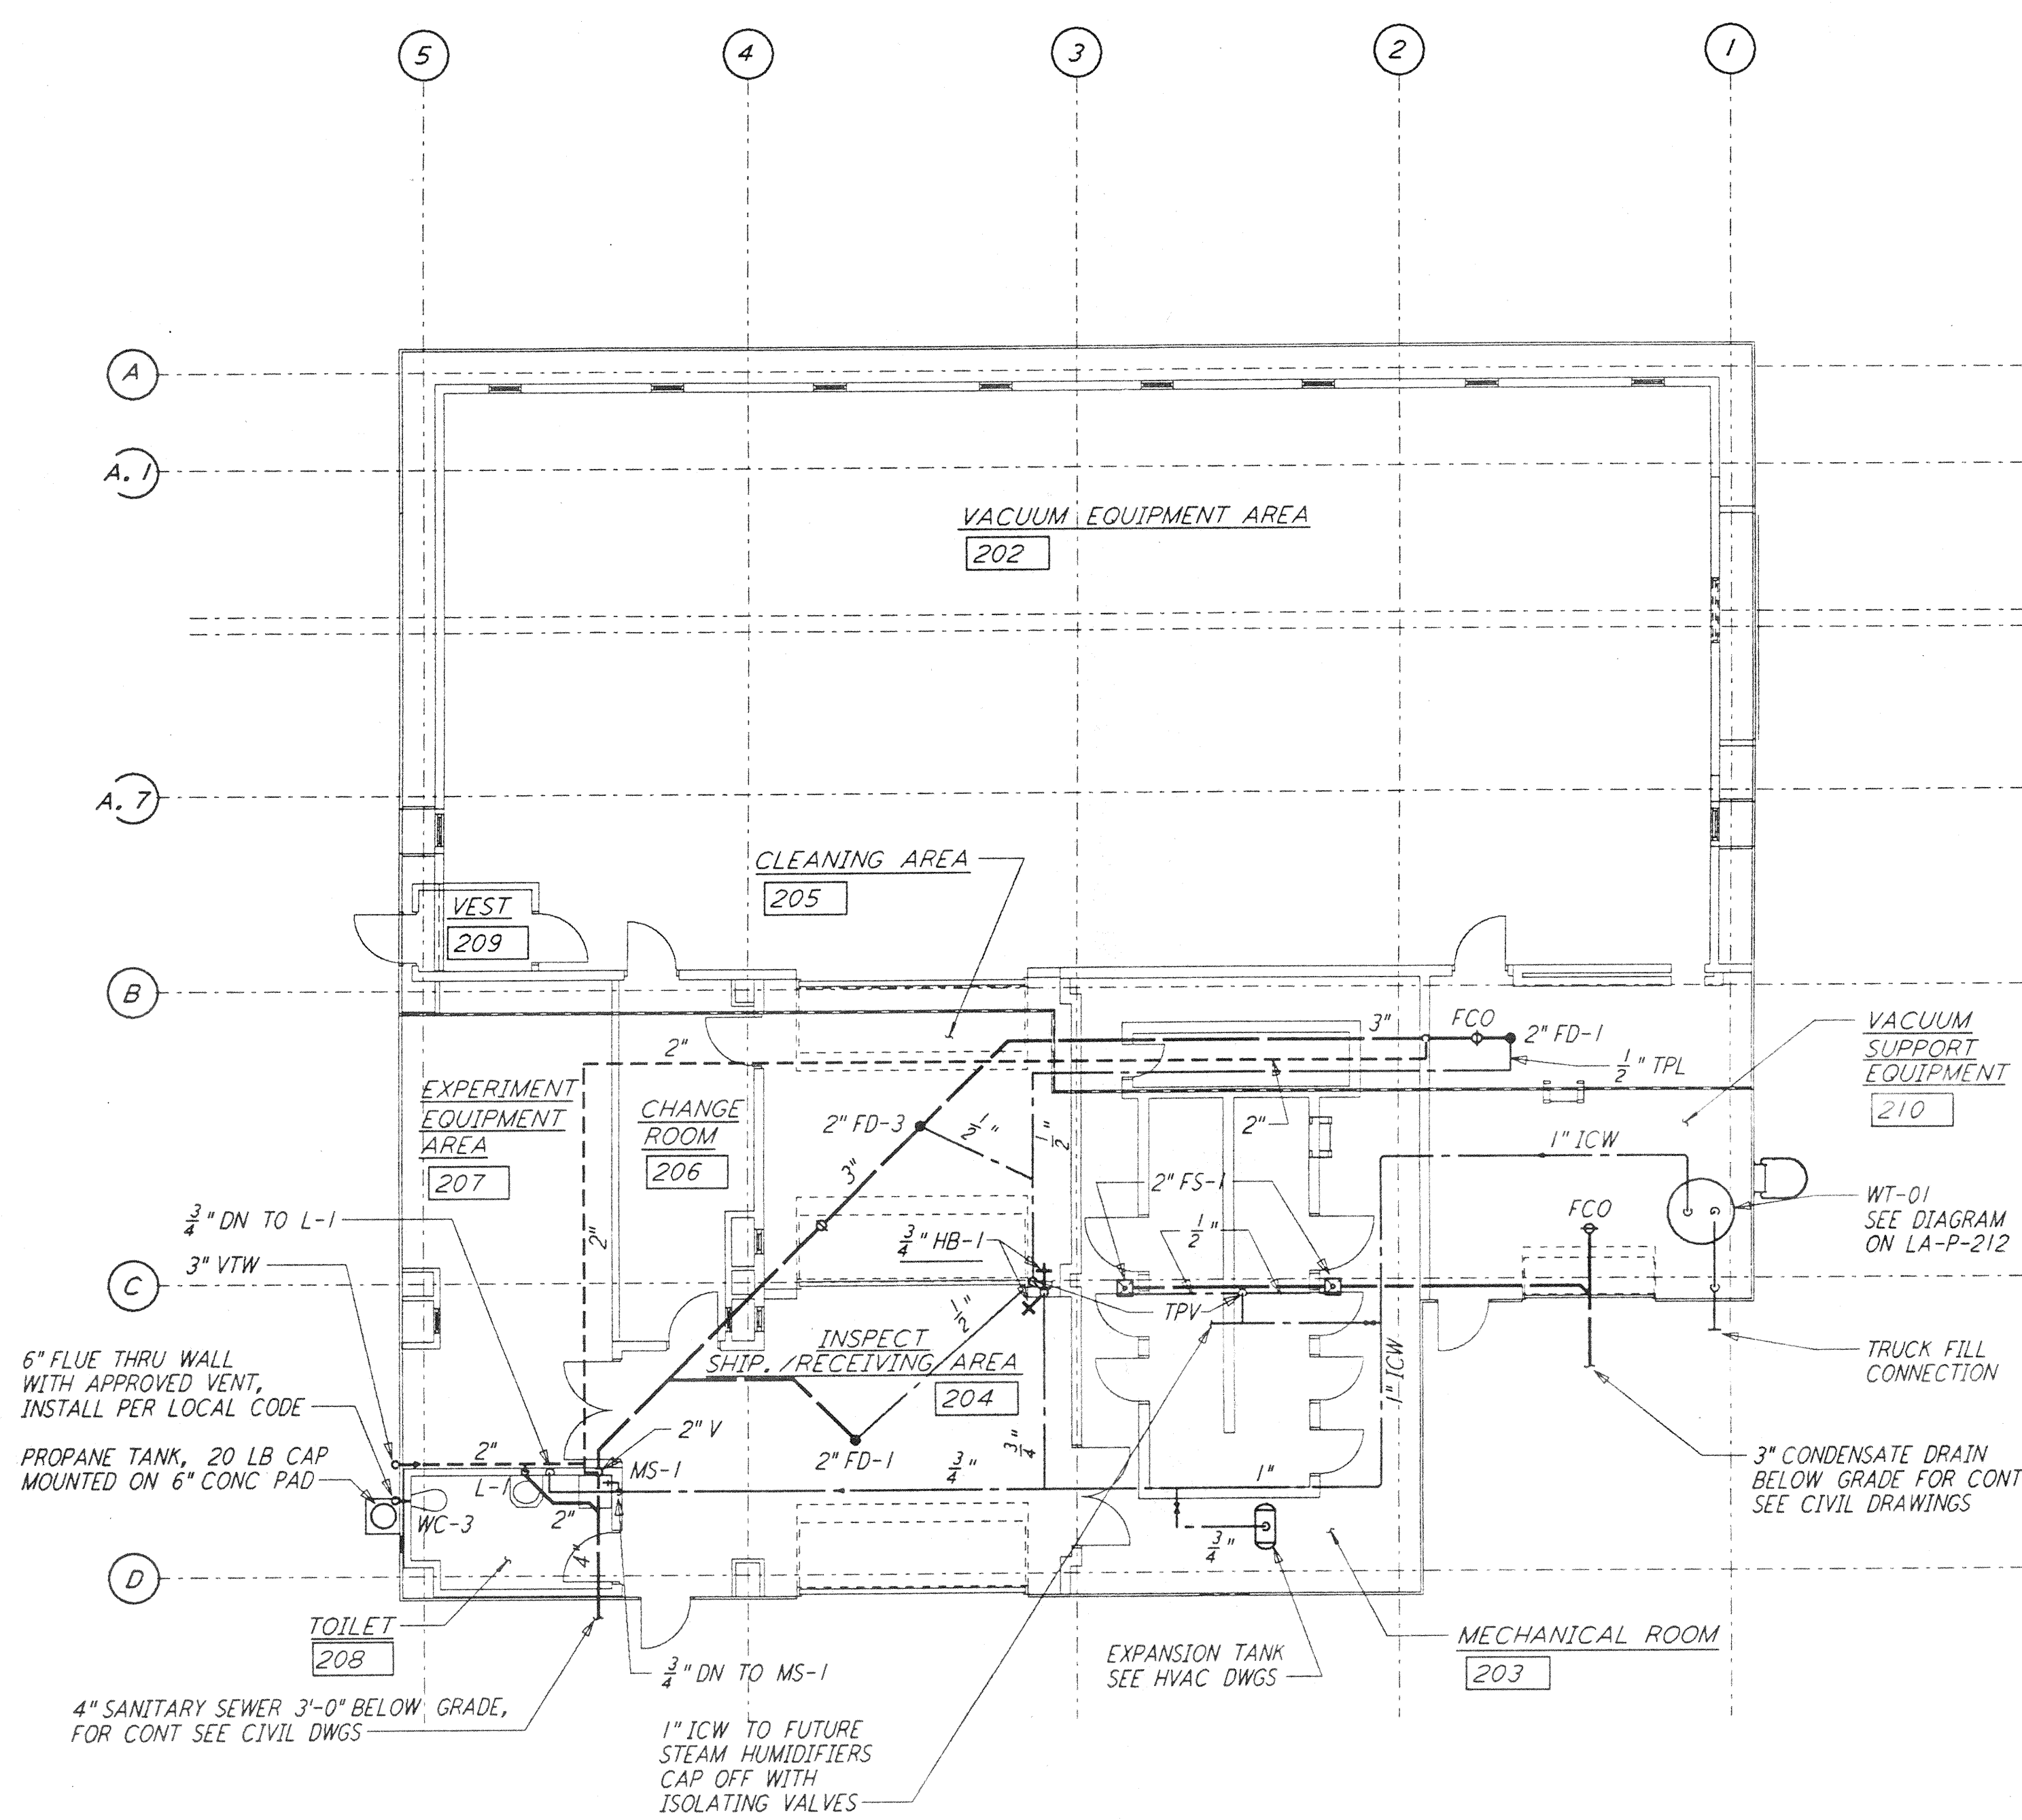 5
4
3
2
1
A
A.1
VACUUM EQUIPMENT AREA
202
A.7
CLEANING AREA
205
VEST
209
B
3"
FCO
2" FD-1
1/2" TPL
VACUUM
SUPPORT
EQUIPMENT
210
2"
EXPERIMENT
EQUIPMENT
AREA
207
CHANGE
ROOM
206
2" FD-3
1/2"
1/2"
2"
1" ICW
3"
2" FS-1
1/2"
FCO
WT-01
SEE DIAGRAM
ON LA-P-212
3/4" DN TO L-1
2"
3/4" HB-1
3" VTW
C
TPV
1/2"
INSPECT
SHIP./RECEIVING AREA
204
1" ICW
TRUCK FILL
CONNECTION
6" FLUE THRU WALL
WITH APPROVED VENT,
INSTALL PER LOCAL CODE
PROPANE TANK, 20 LB CAP
MOUNTED ON 6" CONC PAD
2"
2" V
MS-1
L-1
2"
WC-3
4"
2" FD-1
3/4"
3/4"
1"
3/4"
3" CONDENSATE DRAIN
BELOW GRADE FOR CONT
SEE CIVIL DRAWINGS
D
TOILET
208
3/4" DN TO MS-1
EXPANSION TANK
SEE HVAC DWGS
MECHANICAL ROOM
203
4" SANITARY SEWER 3'-0" BELOW GRADE,
FOR CONT SEE CIVIL DWGS
1" ICW TO FUTURE
STEAM HUMIDIFIERS
CAP OFF WITH
ISOLATING VALVES